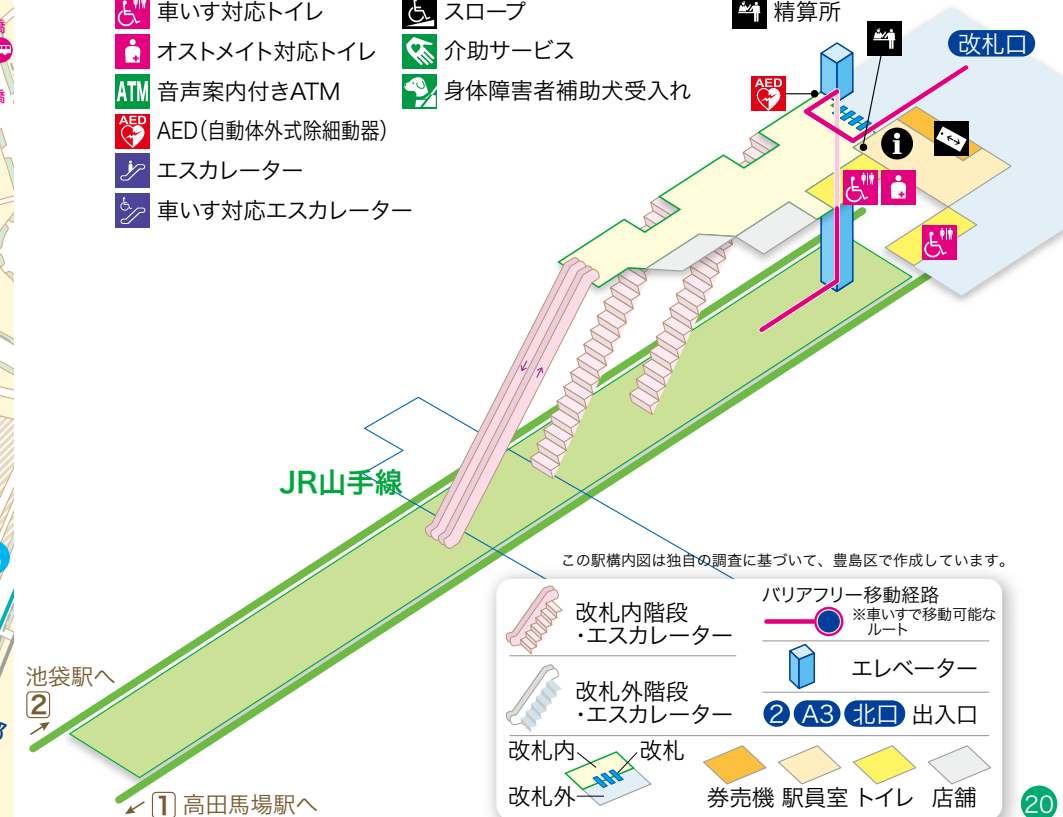 車いす対応トイレ
オストメイト対応トイレ
ATM 音声案内付きATM
AED AED(自動体外式除細動器)
エスカレーター
車いす対応エスカレーター
スロープ
介助サービス
身体障害者補助犬受入れ
精算所
改札口
AED
i
JR山手線
この駅構内図は独自の調査に基づいて、豊島区で作成しています。
池袋駅へ
2
1 高田馬場駅へ
改札内階段
・エスカレーター
改札外階段
・エスカレーター
改札内
改札
改札外
バリアフリー移動経路
※車いすで移動可能な
ルート
エレベーター
2 A3 北口 出入口
券売機 駅員室 トイレ 店舗
20